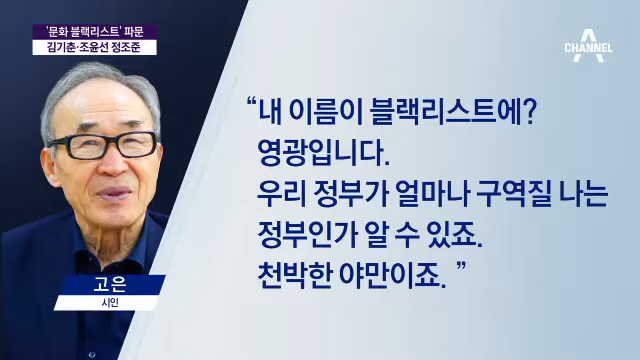 '문화 블랙리스트' 파문
김기춘·조윤선 정조준
CHANNEL A
“내 이름이 블랙리스트에?
영광입니다.
우리 정부가 얼마나 구역질 나는
정부인가 알 수 있죠.
천박한 야만이죠. ”
고은
시인